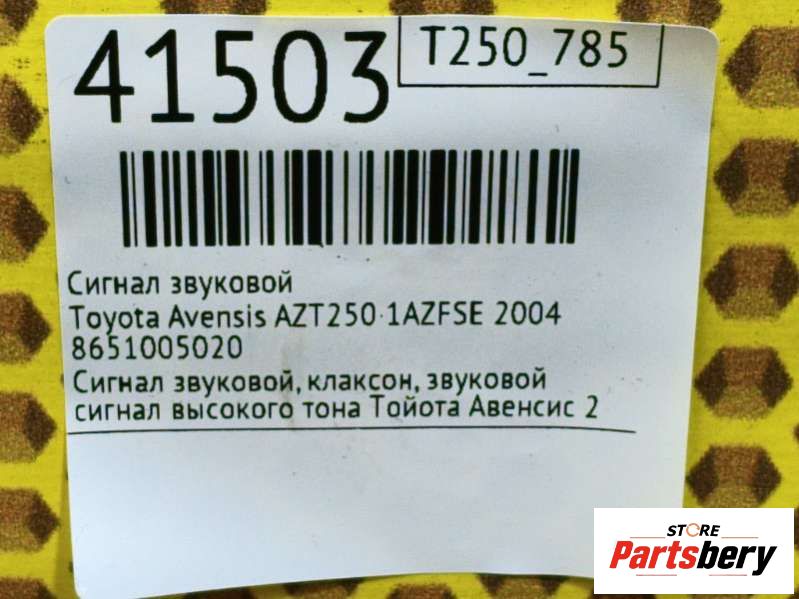 41503
T250_785
Сигнал звуковой
Toyota Avensis AZT250 1AZFSE 2004
8651005020
Сигнал звуковой, клаксон, звуковой
сигнал высокого тона Тойота Авенсис 2
STORE
Partsbery